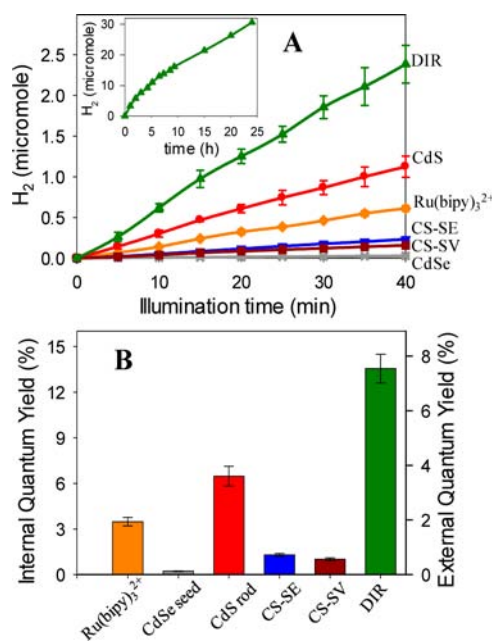 A
H2 (micromole)
2.5
2.0
1.5
1.0
0.5
0.0
0
10
20
30
40
Illumination time (min)
H2 (micromole)
30
20
10
0
0
5
10
15
20
25
time (h)
DIR
CdS
Ru(bipy)3 2+
CS-SE
CS-SV
CdSe
B
Internal Quantum Yield (%)
15
12
9
6
3
0
External Quantum Yield (%)
8
6
4
2
0
Ru(bipy)3 2+
CdSe seed
CdS rod
CS-SE
CS-SV
DIR